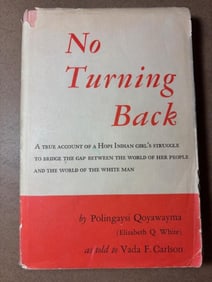 No
Turning
Back
A TRUE ACCOUNT OF A HOPI INDIAN GIRL'S STRUGGLE
TO BRIDGE THE GAP BETWEEN THE WORLD OF HER PEOPLE
AND THE WORLD OF THE WHITE MAN
by Polingaysi Qoyawayma
(Elizabeth Q. White)
as told to Vada F. Carlson